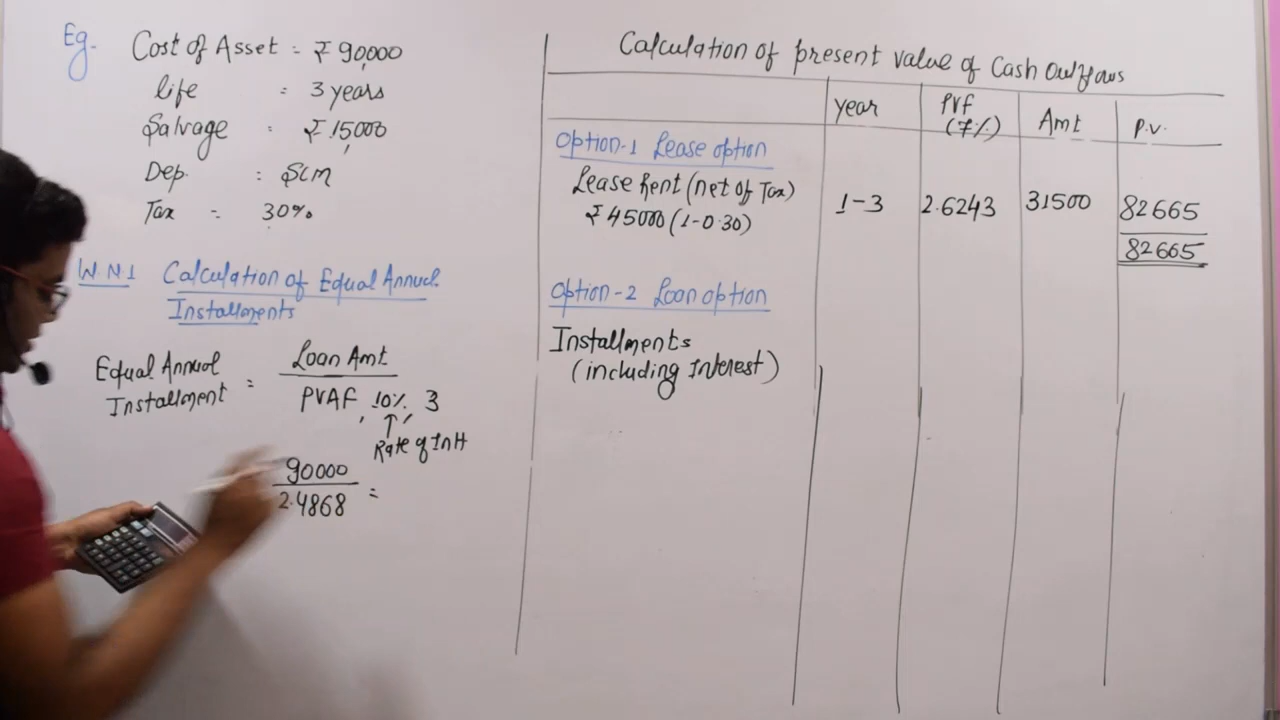 Eg. Cost of Asset = ₹ 90,000
life = 3 years
Salvage = ₹ 15,000
Dep. : SLM
Tax = 30%
W.N.1 Calculation of Equal Annual
Installments
Equal Annual Installment = Loan Amt
PVAF, 10%, 3
↑
Rate of Int
90000
2.4868 =
Calculation of present value of Cash Outflows
year PVF (7%) Amt P.V.
Option-1 Lease option
Lease Rent (net of Tax)
₹ 45000 (1-0.30) 1-3 2.6243 31500 82665
82665
Option-2 Loan option
Installments
(including Interest)